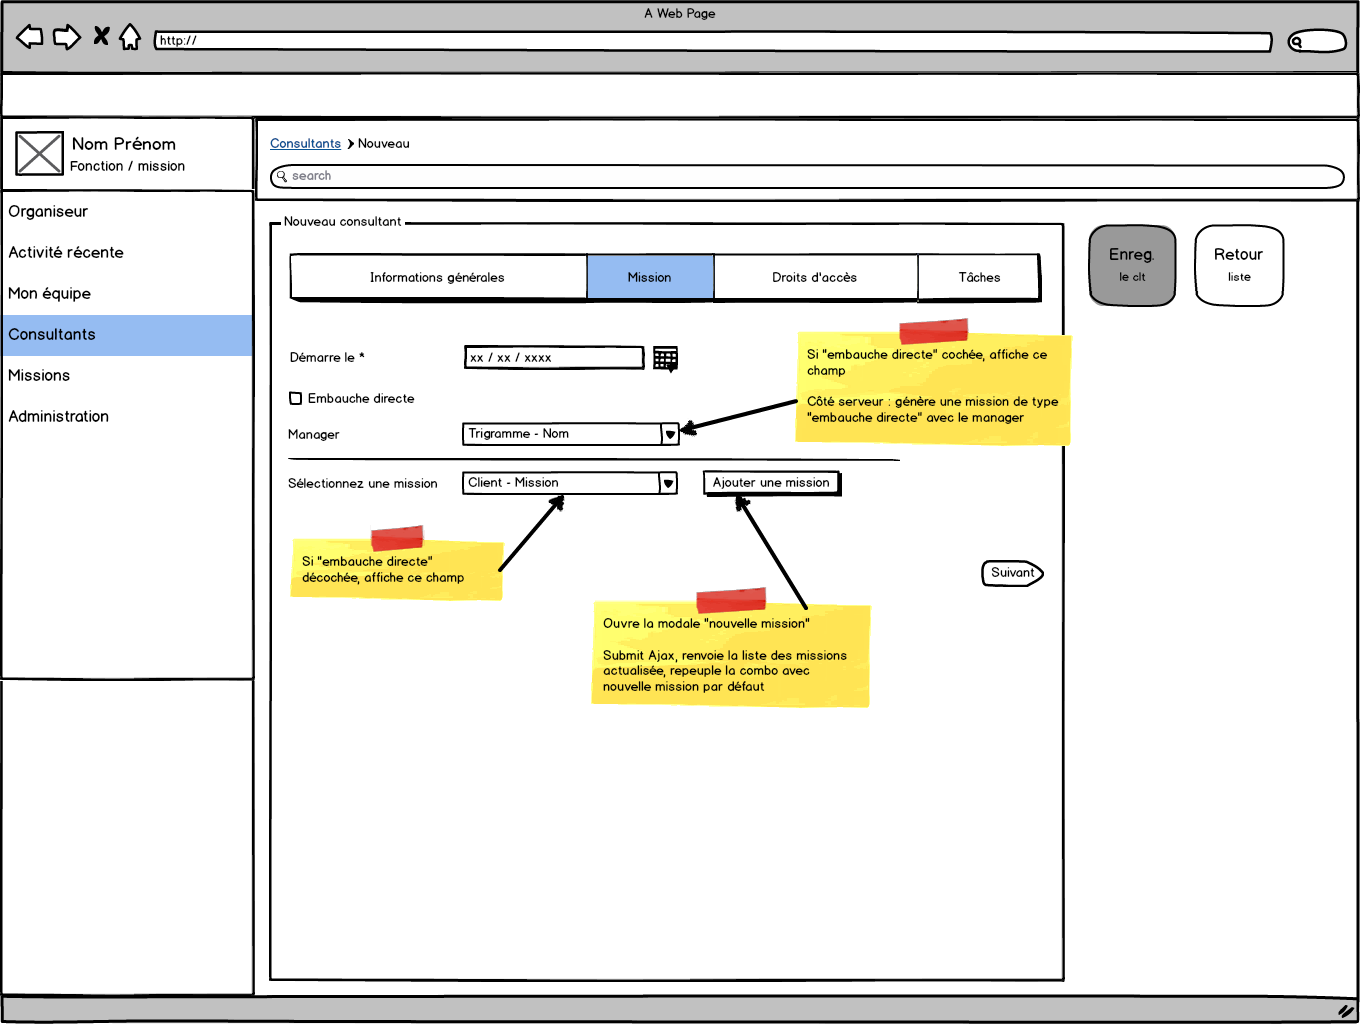 A Web Page
http://
Nom Prénom
Fonction / mission
Organiseur
Activité récente
Mon équipe
Consultants
Missions
Administration
Consultants Nouveau
search
Nouveau consultant
Informations générales
Mission
Droits d'accès
Tâches
Enreg.
le clt
Retour
liste
Démarre le *
xx / xx / xxxx
Embauche directe
Manager
Trigramme - Nom
Si "embauche directe" cochée, affiche ce
champ
Côté serveur : génère une mission de type
"embauche directe" avec le manager
Sélectionnez une mission
Client - Mission
Ajouter une mission
Si "embauche directe"
décochée, affiche ce champ
Suivant
Ouvre la modale "nouvelle mission"
Submit Ajax, renvoie la liste des missions
actualisée, repeuple la combo avec
nouvelle mission par défaut